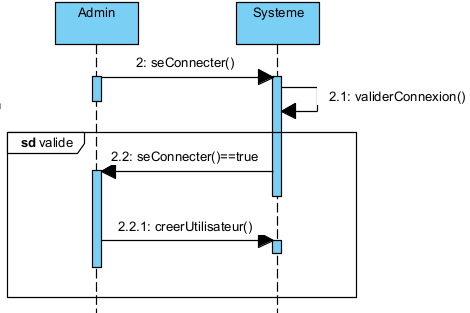 Admin
Systeme
2: seConnecter()
2.1: validerConnexion()
sd valide
2.2: seConnecter()==true
2.2.1: creerUtilisateur()